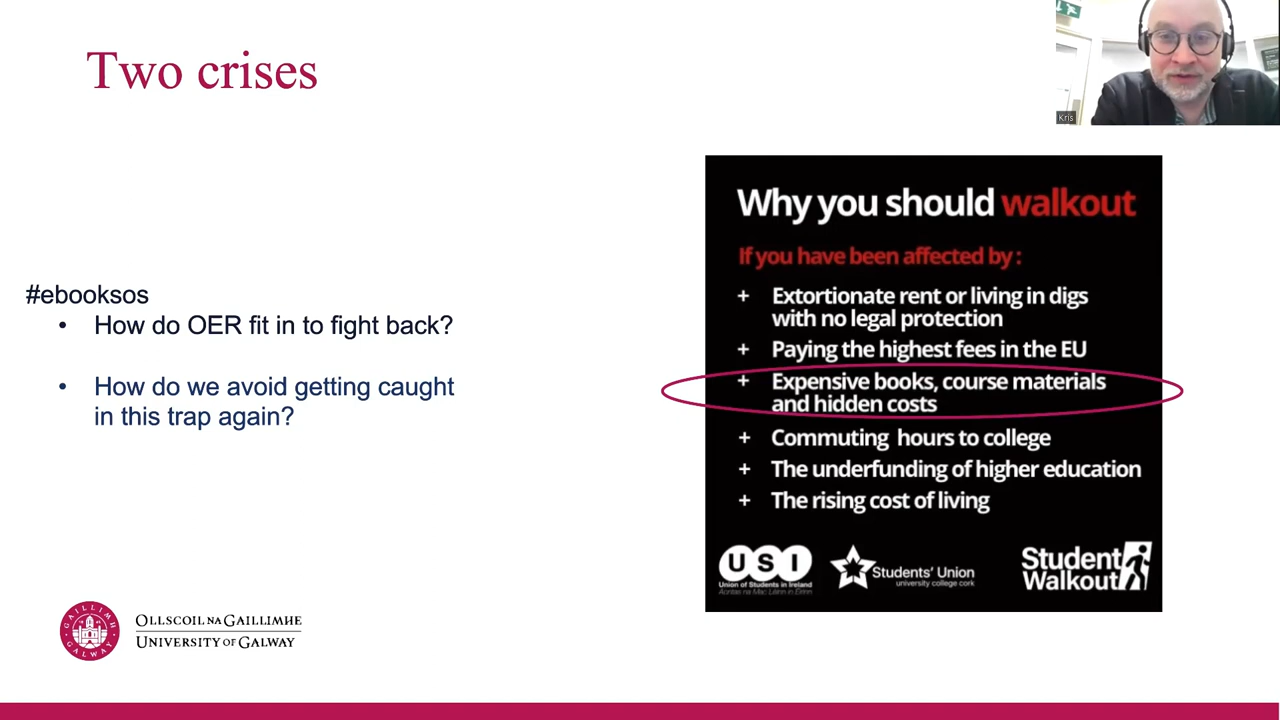 Two crises
Kris
#ebooksos
• How do OER fit in to fight back?
• How do we avoid getting caught
in this trap again?
Why you should walkout
If you have been affected by :
+ Extortionate rent or living in digs
with no legal protection
+ Paying the highest fees in the EU
+ Expensive books, course materials
and hidden costs
+ Commuting hours to college
+ The underfunding of higher education
+ The rising cost of living
USI
Union of Students in Ireland
Aontas na Mac Léinn in Éirinn
Students' Union
university college cork
Student
Walkout
GAILLIMH
GALWAY
OLLSCOIL NA GAILLIMHE
UNIVERSITY OF GALWAY